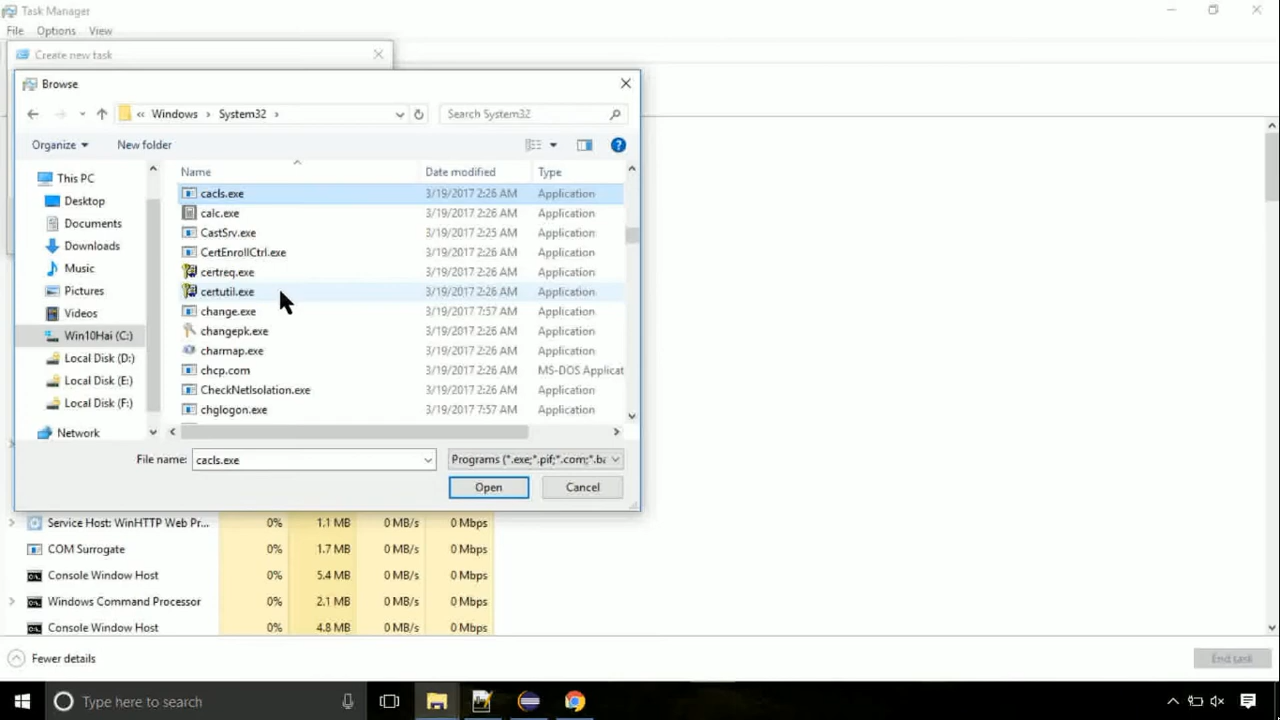 Task Manager
File Options View
Create new task
Browse
« Windows › System32 ›
Search System32
Organize New folder
?
This PC
Desktop
Documents
Downloads
Music
Pictures
Videos
Win10Hai (C:)
Local Disk (D:)
Local Disk (E:)
Local Disk (F:)
Network
Name Date modified Type
cacls.exe 3/19/2017 2:26 AM Application
calc.exe 3/19/2017 2:26 AM Application
CastSrv.exe 3/19/2017 2:25 AM Application
CertEnrollCtrl.exe 3/19/2017 2:26 AM Application
certreq.exe 3/19/2017 2:26 AM Application
certutil.exe 3/19/2017 2:26 AM Application
change.exe 3/19/2017 7:57 AM Application
changepk.exe 3/19/2017 2:26 AM Application
charmap.exe 3/19/2017 2:26 AM Application
chcp.com 3/19/2017 2:26 AM MS-DOS Applicat
CheckNetIsolation.exe 3/19/2017 2:26 AM Application
chglogon.exe 3/19/2017 7:57 AM Application
File name: cacls.exe Programs (*.exe;*.pif;*.com;*.ba
Open Cancel
Service Host: WinHTTP Web Pr... 0% 1.1 MB 0 MB/s 0 Mbps
COM Surrogate 0% 1.7 MB 0 MB/s 0 Mbps
Console Window Host 0% 5.4 MB 0 MB/s 0 Mbps
Windows Command Processor 0% 2.1 MB 0 MB/s 0 Mbps
Console Window Host 0% 4.8 MB 0 MB/s 0 Mbps
Fewer details End task
Type here to search